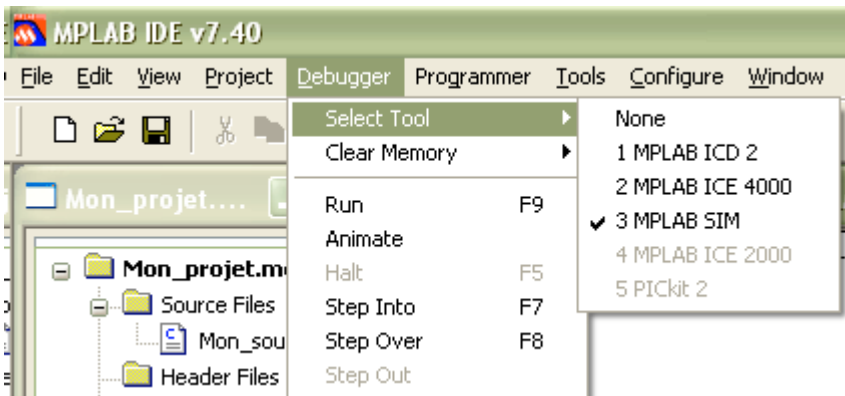 MPLAB IDE v7.40
File Edit View Project Debugger Programmer Tools Configure Window
Select Tool
Clear Memory
Run F9
Animate
Halt F5
Step Into F7
Step Over F8
Step Out
None
1 MPLAB ICD 2
2 MPLAB ICE 4000
3 MPLAB SIM
4 MPLAB ICE 2000
5 PICkit 2
Mon_projet....
Mon_projet.m
Source Files
Mon_sou
Header Files